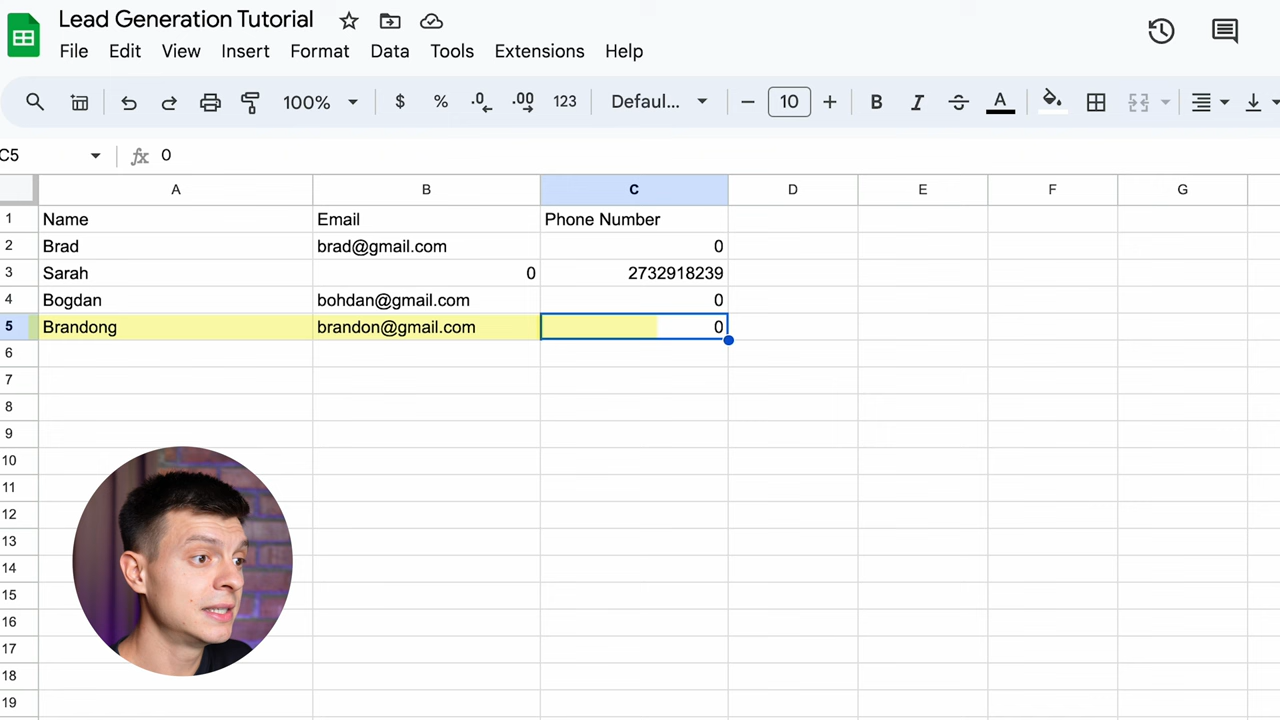 Lead Generation Tutorial
File Edit View Insert Format Data Tools Extensions Help
100% $ % .0 .00 123 Defaul... 10 B I S A
C5 fx 0
A B C D E F G
1 Name Email Phone Number
2 Brad brad@gmail.com 0
3 Sarah 0 2732918239
4 Bogdan bohdan@gmail.com 0
5 Brandong brandon@gmail.com 0
6
7
8
9
10
11
12
13
14
15
16
17
18
19